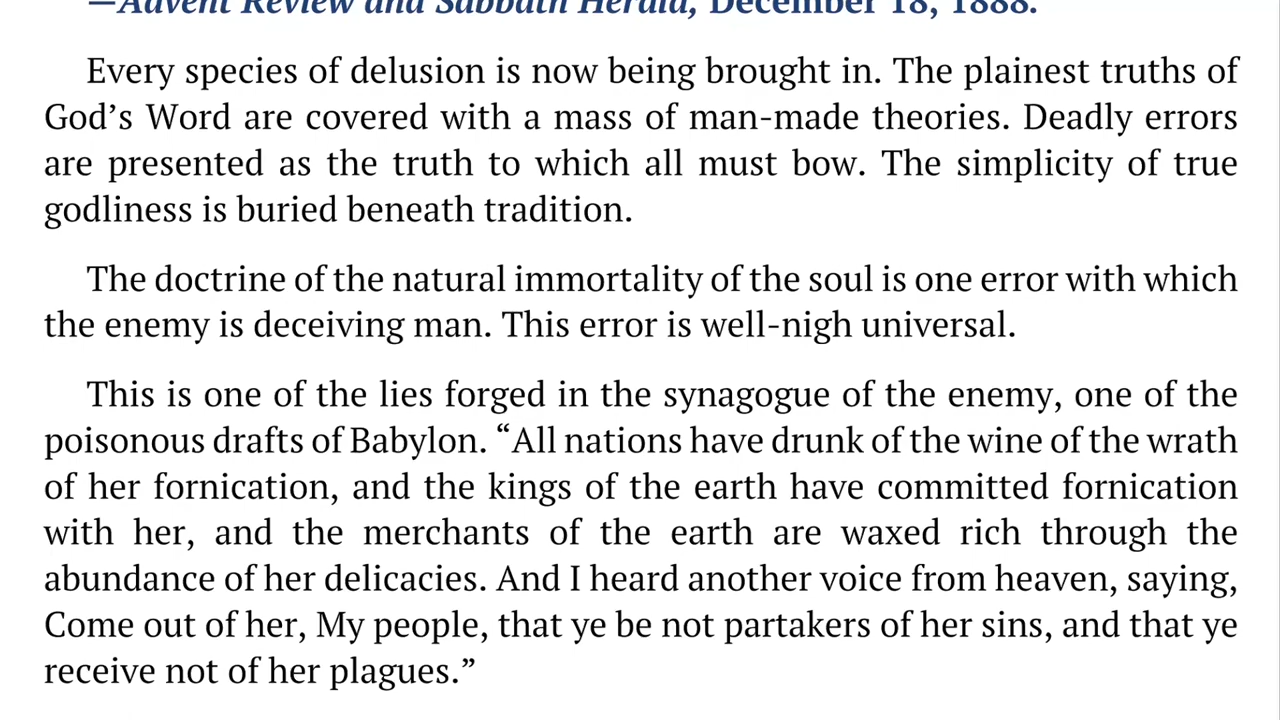 —Advent Review and Sabbath Herald, December 18, 1888.
Every species of delusion is now being brought in. The plainest truths of
God’s Word are covered with a mass of man-made theories. Deadly errors
are presented as the truth to which all must bow. The simplicity of true
godliness is buried beneath tradition.
The doctrine of the natural immortality of the soul is one error with which
the enemy is deceiving man. This error is well-nigh universal.
This is one of the lies forged in the synagogue of the enemy, one of the
poisonous drafts of Babylon. “All nations have drunk of the wine of the wrath
of her fornication, and the kings of the earth have committed fornication
with her, and the merchants of the earth are waxed rich through the
abundance of her delicacies. And I heard another voice from heaven, saying,
Come out of her, My people, that ye be not partakers of her sins, and that ye
receive not of her plagues.”